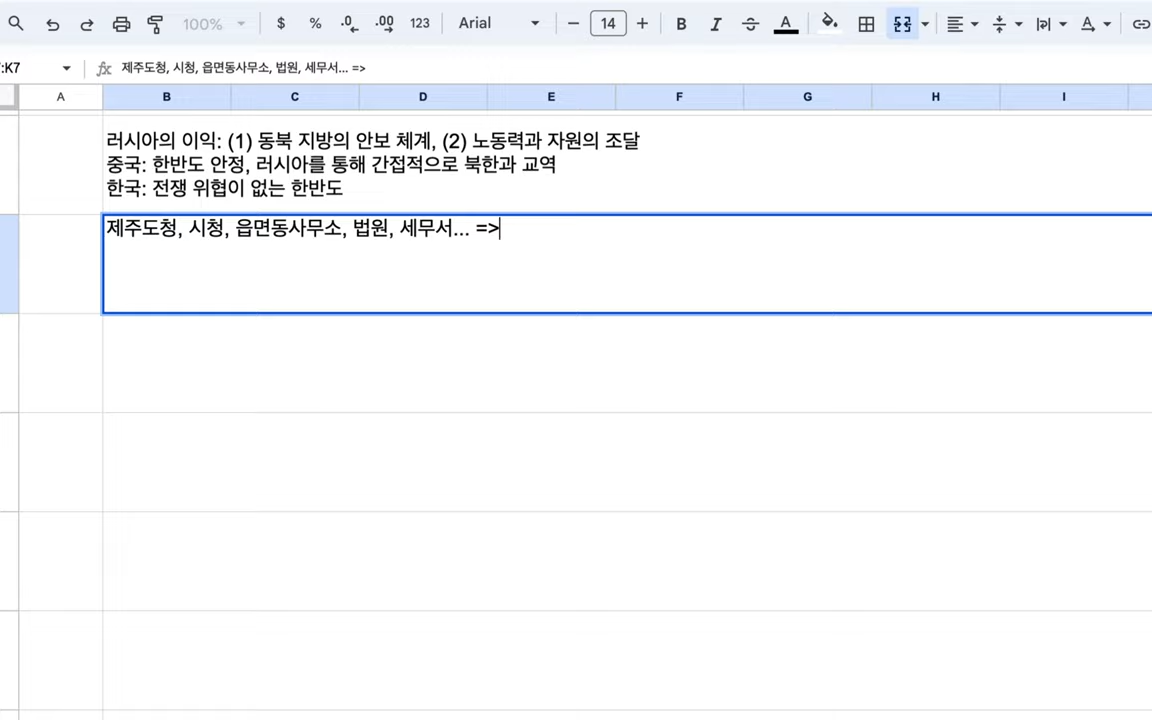 100%
$ % .0 .00 123 Arial 14 B I A A
:K7 fx 제주도청, 시청, 읍면동사무소, 법원, 세무서... =>
A B C D E F G H I
러시아의 이익: (1) 동북 지방의 안보 체계, (2) 노동력과 자원의 조달
중국: 한반도 안정, 러시아를 통해 간접적으로 북한과 교역
한국: 전쟁 위협이 없는 한반도
제주도청, 시청, 읍면동사무소, 법원, 세무서... =>